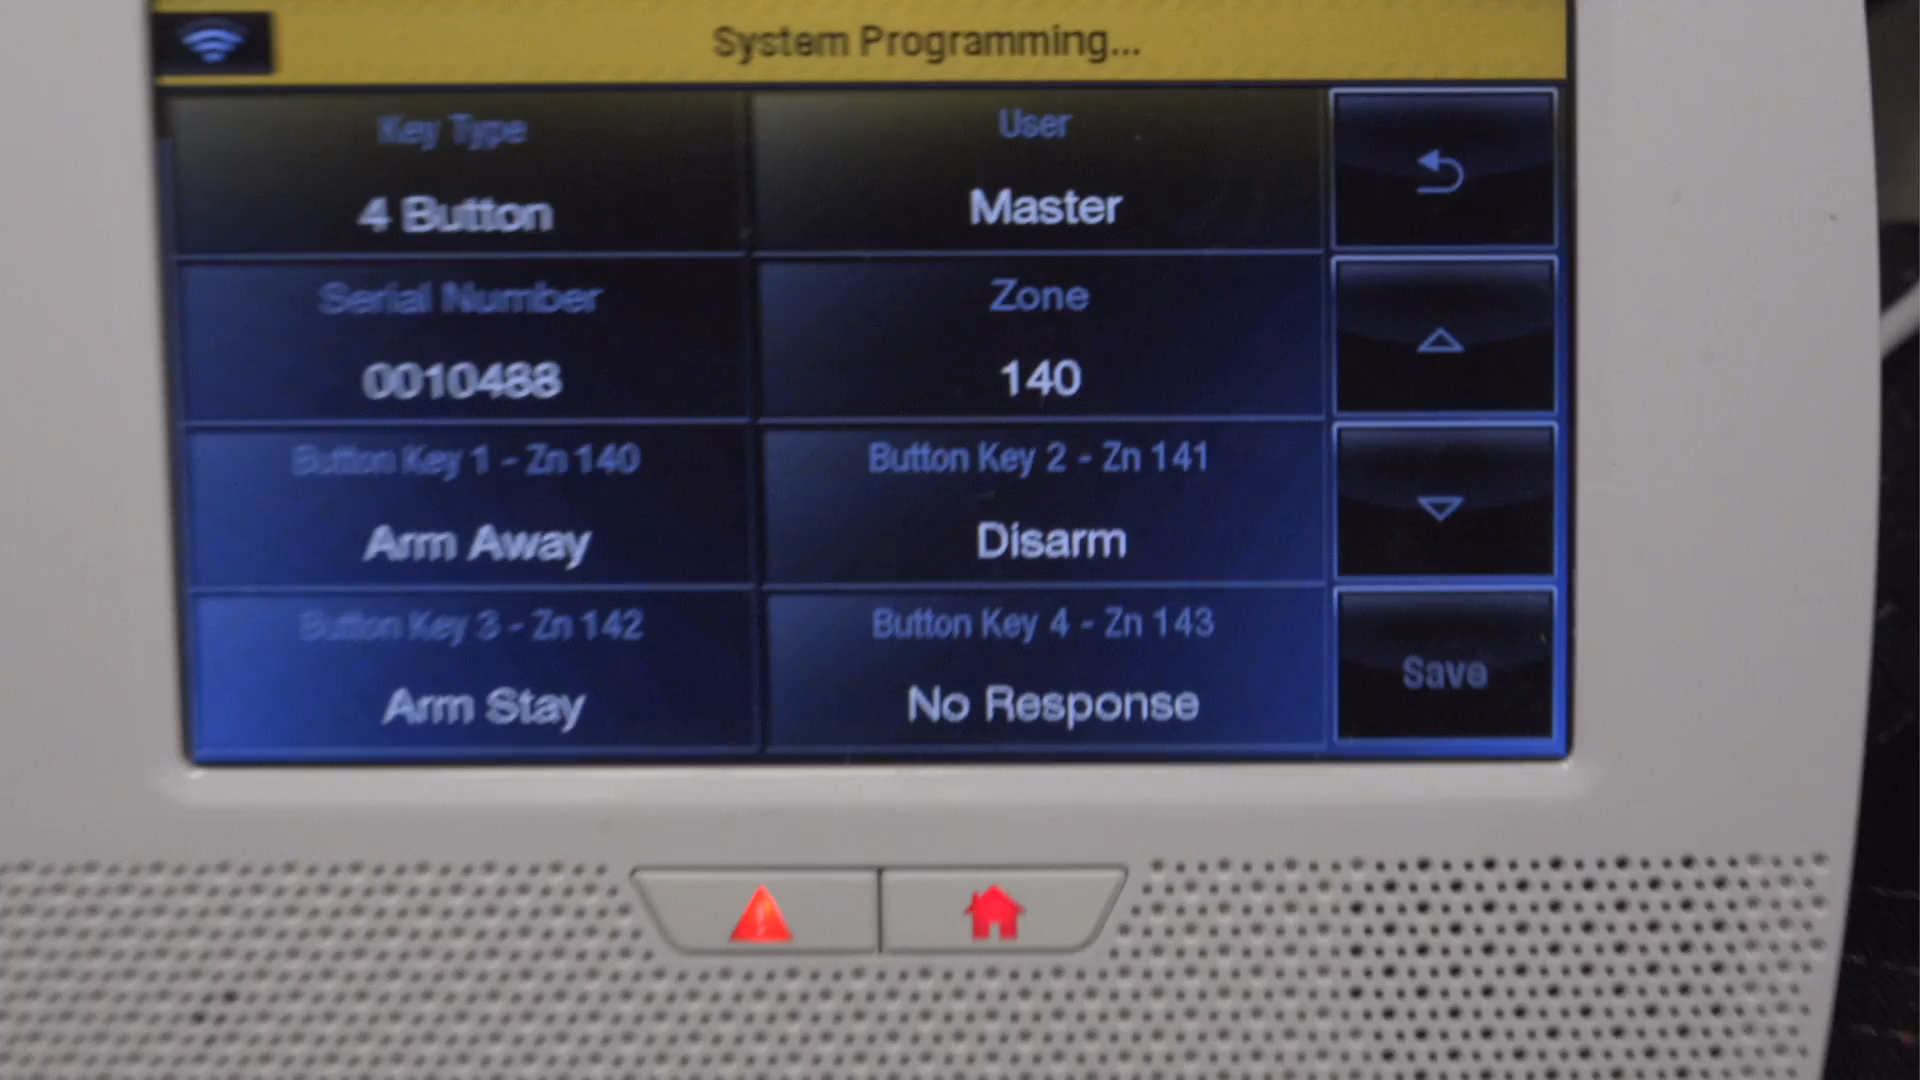 System Programming...
Key Type
4 Button
User
Master
Serial Number
0010488
Zone
140
Button Key 1 - Zn 140
Arm Away
Button Key 2 - Zn 141
Disarm
Button Key 3 - Zn 142
Arm Stay
Button Key 4 - Zn 143
No Response
Save